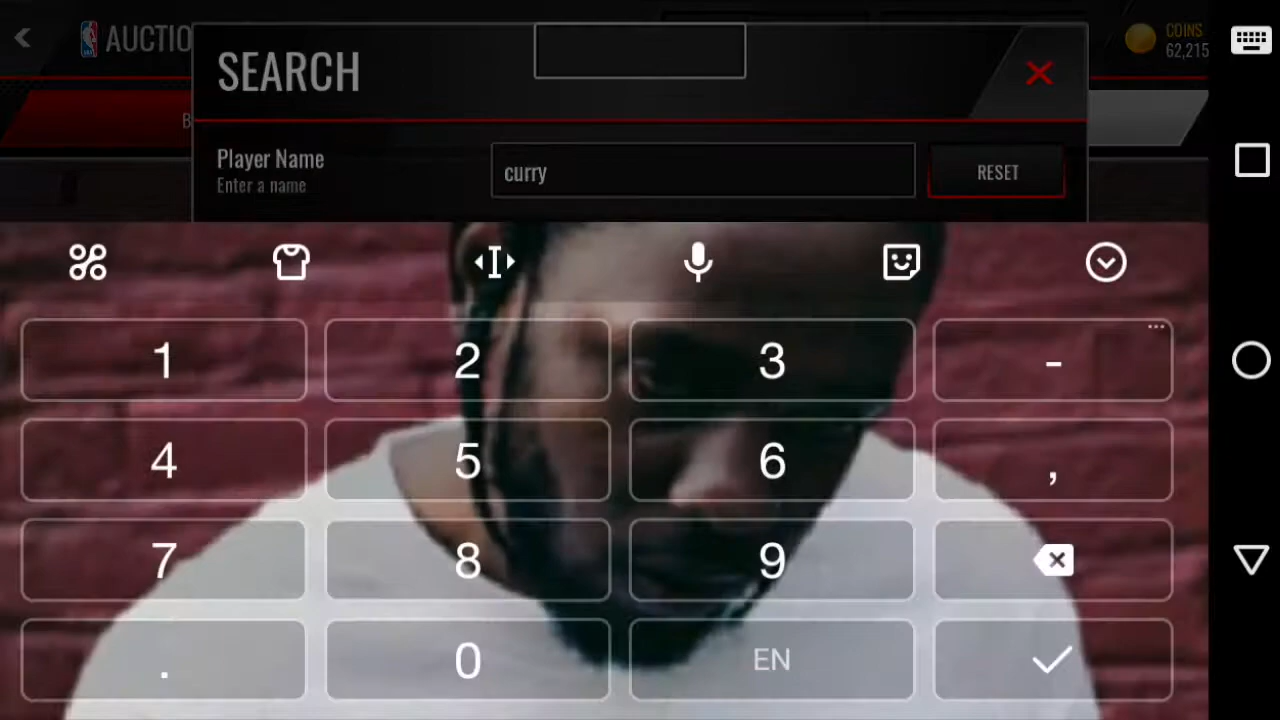 AUCTIO
SEARCH
COINS
62,215
B
Player Name
Enter a name
curry
RESET
1 2 3 -
4 5 6 ,
7 8 9
. 0 EN